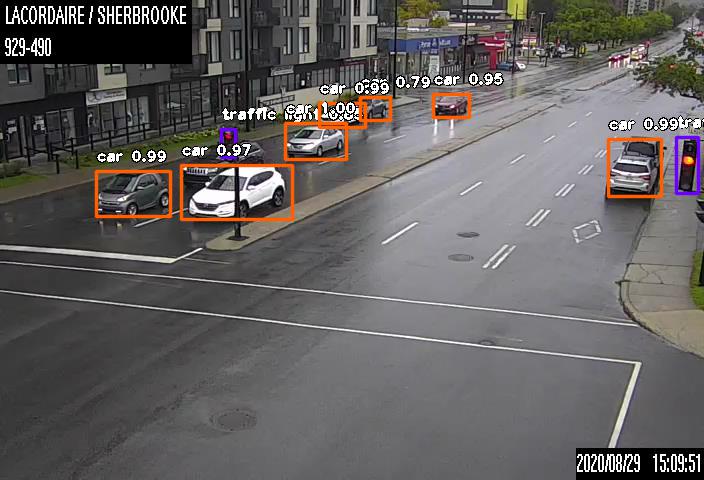 LACORDAIRE / SHERBROOKE
929-490
car 0.99
car 0.79
car 0.95
traffic light
car 1.00
car 0.99
car 0.97
car 0.99
2020/08/29 15:09:51